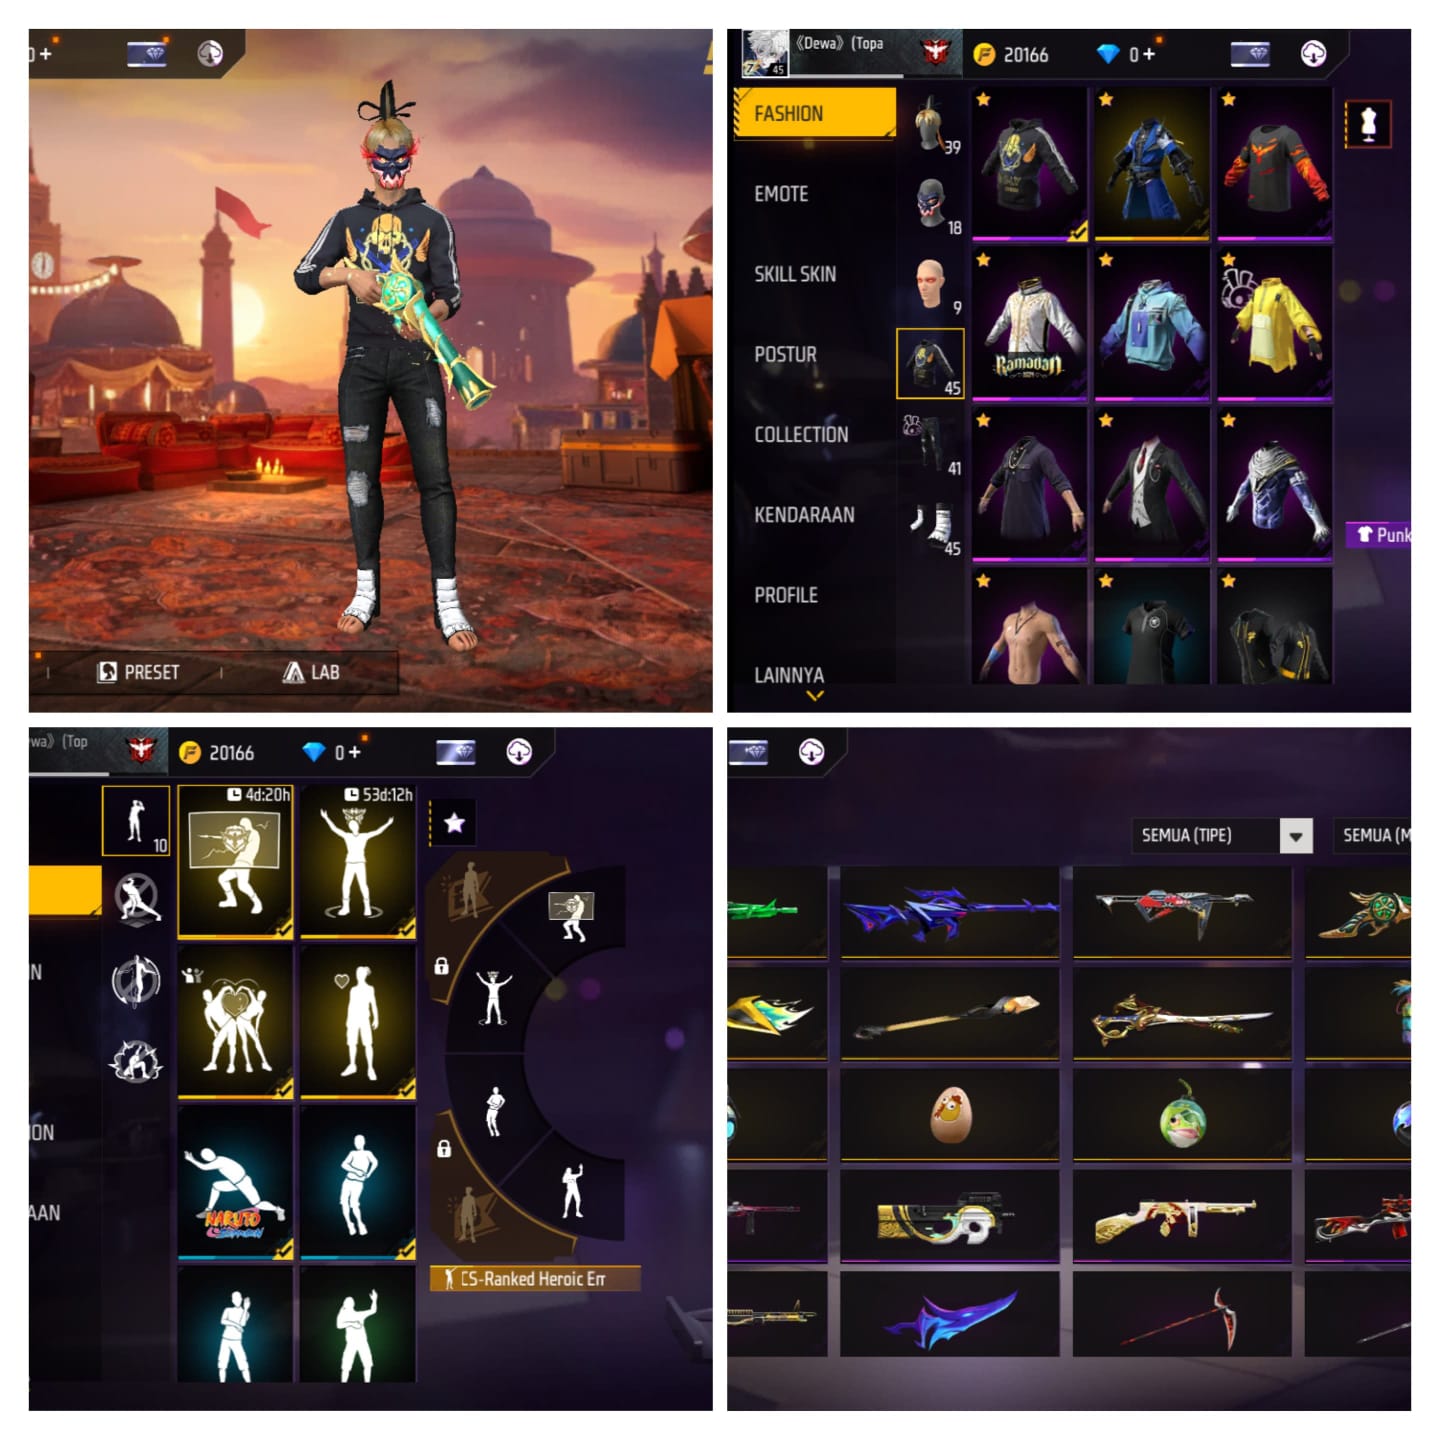 0+
PRESET
LAB
《Dewa》 (Topa
45
20166
0+
FASHION
EMOTE
SKILL SKIN
POSTUR
COLLECTION
KENDARAAN
PROFILE
LAINNYA
39
18
9
45
41
45
Ramadan
Punk
wa》 (Top
20166
0+
10
4d:20h
53d:12h
N
ION
AAN
NARUTO
CS-Ranked Heroic Em
SEMUA (TIPE)
SEMUA (M